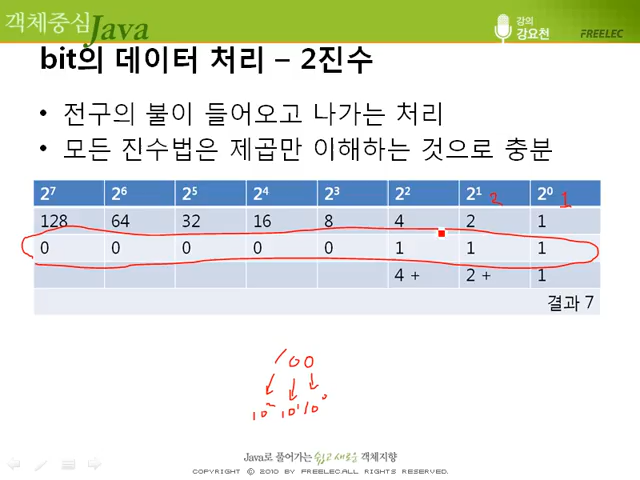 객체중심 Java
강의 강요천 FREELEC
bit의 데이터 처리 – 2진수
• 전구의 불이 들어오고 나가는 처리
• 모든 진수법은 제곱만 이해하는 것으로 충분
2⁷ 2⁶ 2⁵ 2⁴ 2³ 2² 2¹ 2 2⁰ 1
128 64 32 16 8 4 2 1
0 0 0 0 0 1 1 1
4 + 2 + 1
결과 7
100
10² 10¹ 10⁰
Java로 풀어가는 쉽고 새로운 객체지향
COPYRIGHT © 2010 BY FREELEC ALL RIGHTS RESERVED.